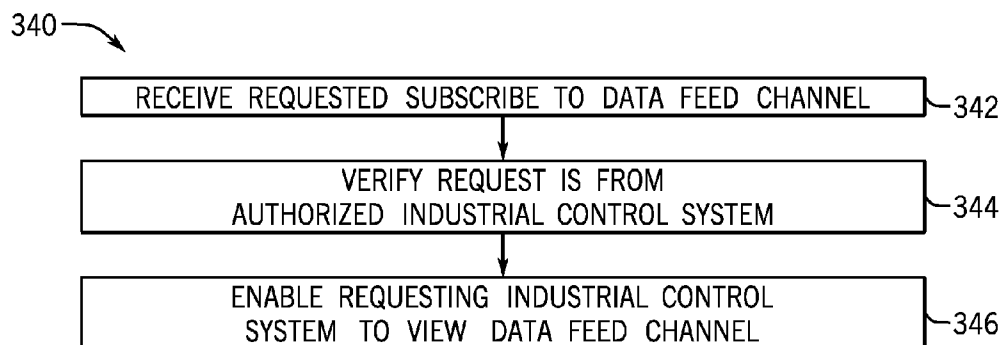 340
RECEIVE REQUESTED SUBSCRIBE TO DATA FEED CHANNEL
342
VERIFY REQUEST IS FROM
AUTHORIZED INDUSTRIAL CONTROL SYSTEM
344
ENABLE REQUESTING INDUSTRIAL CONTROL
SYSTEM TO VIEW DATA FEED CHANNEL
346